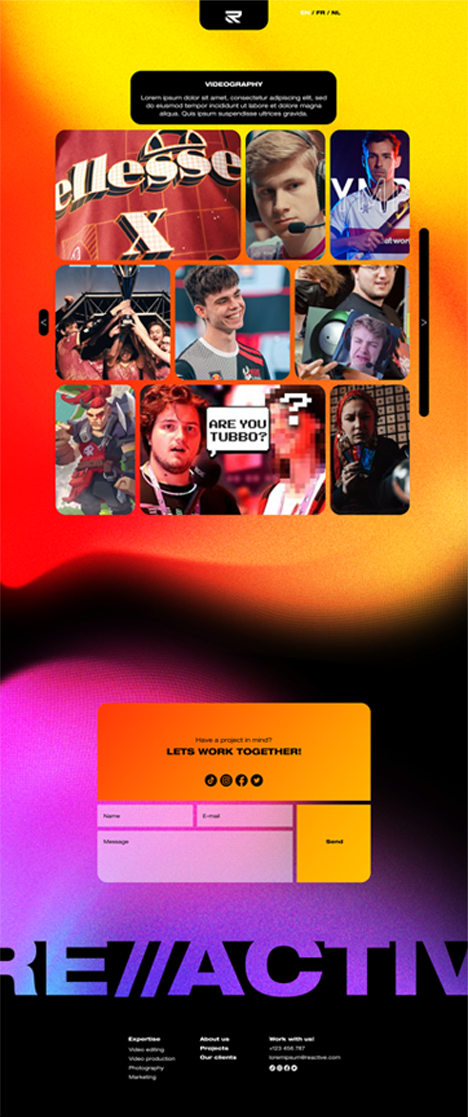 EN / FR / NL
VIDEOGRAPHY
Lorem ipsum dolor sit amet, consectetur adipiscing elit, sed
do eiusmod tempor incididunt ut labore et dolore magna
aliqua. Quis ipsum suspendisse ultrices gravida.
ellesse
X
ARE YOU
TUBBO?
?
<
>
Have a project in mind?
LETS WORK TOGETHER!
Name
E-mail
Message
Send
RE//ACTIV
Expertise
Video editing
Video production
Photography
Marketing
About us
Projects
Our clients
Work with us!
+123 456 787
loremipsum@reactive.com